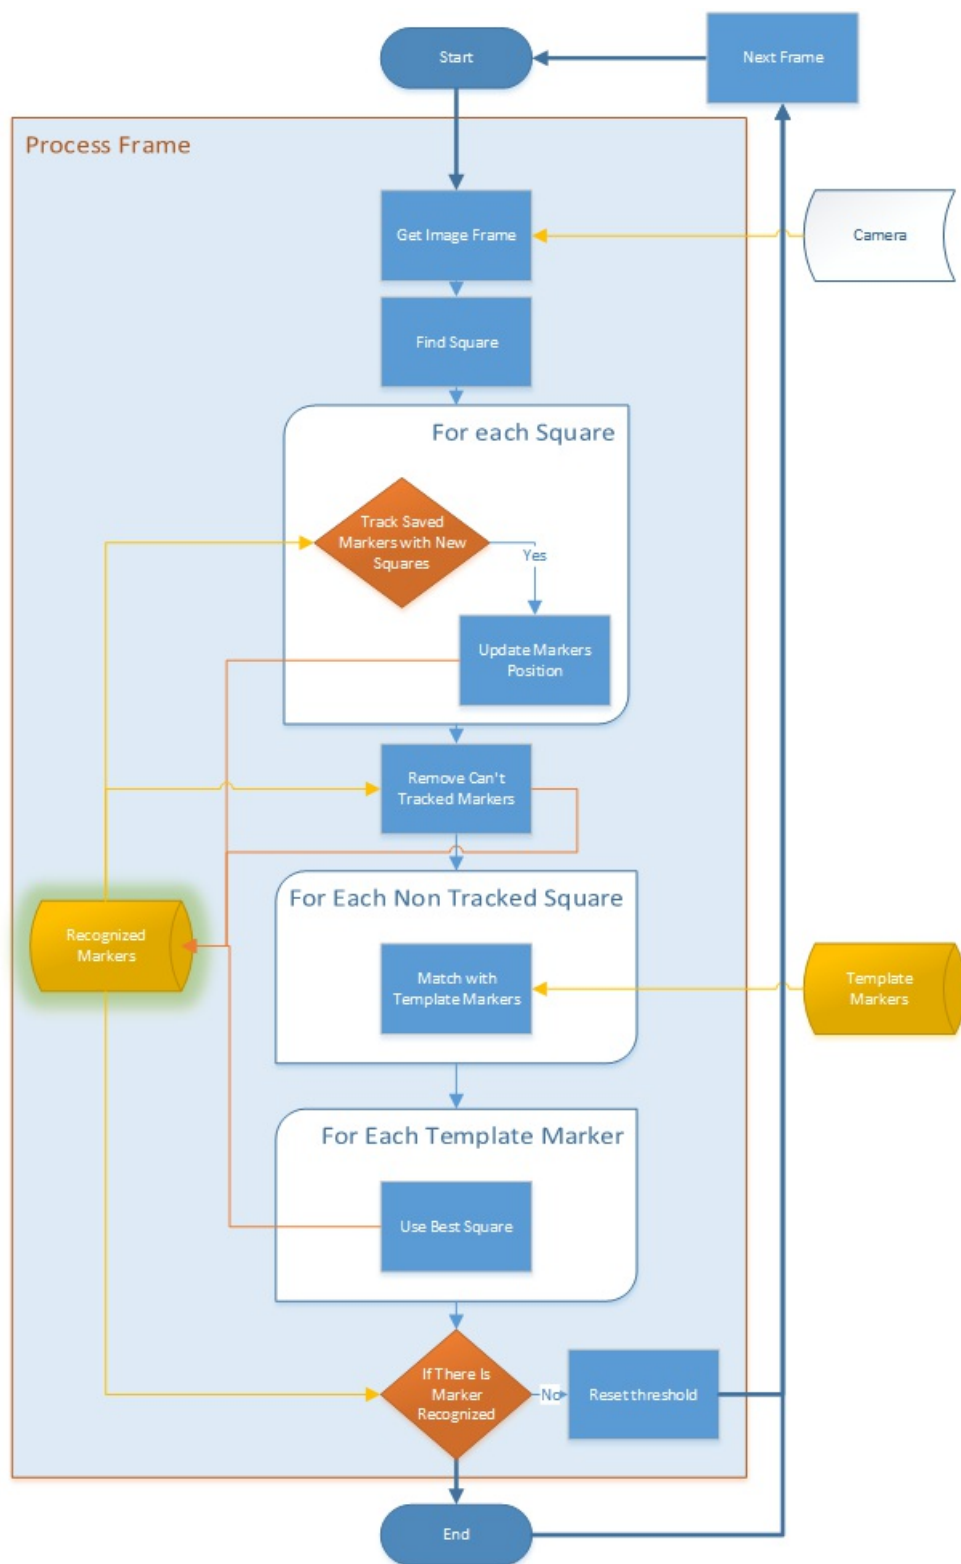 Start
Next Frame
Process Frame
Get Image Frame
Camera
Find Square
For each Square
Track Saved
Markers with New
Squares
Yes
Update Markers
Position
Remove Can't
Tracked Markers
For Each Non Tracked Square
Recognized
Markers
Match with
Template Markers
Template
Markers
For Each Template Marker
Use Best Square
If There Is
Marker
Recognized
No
Reset threshold
End